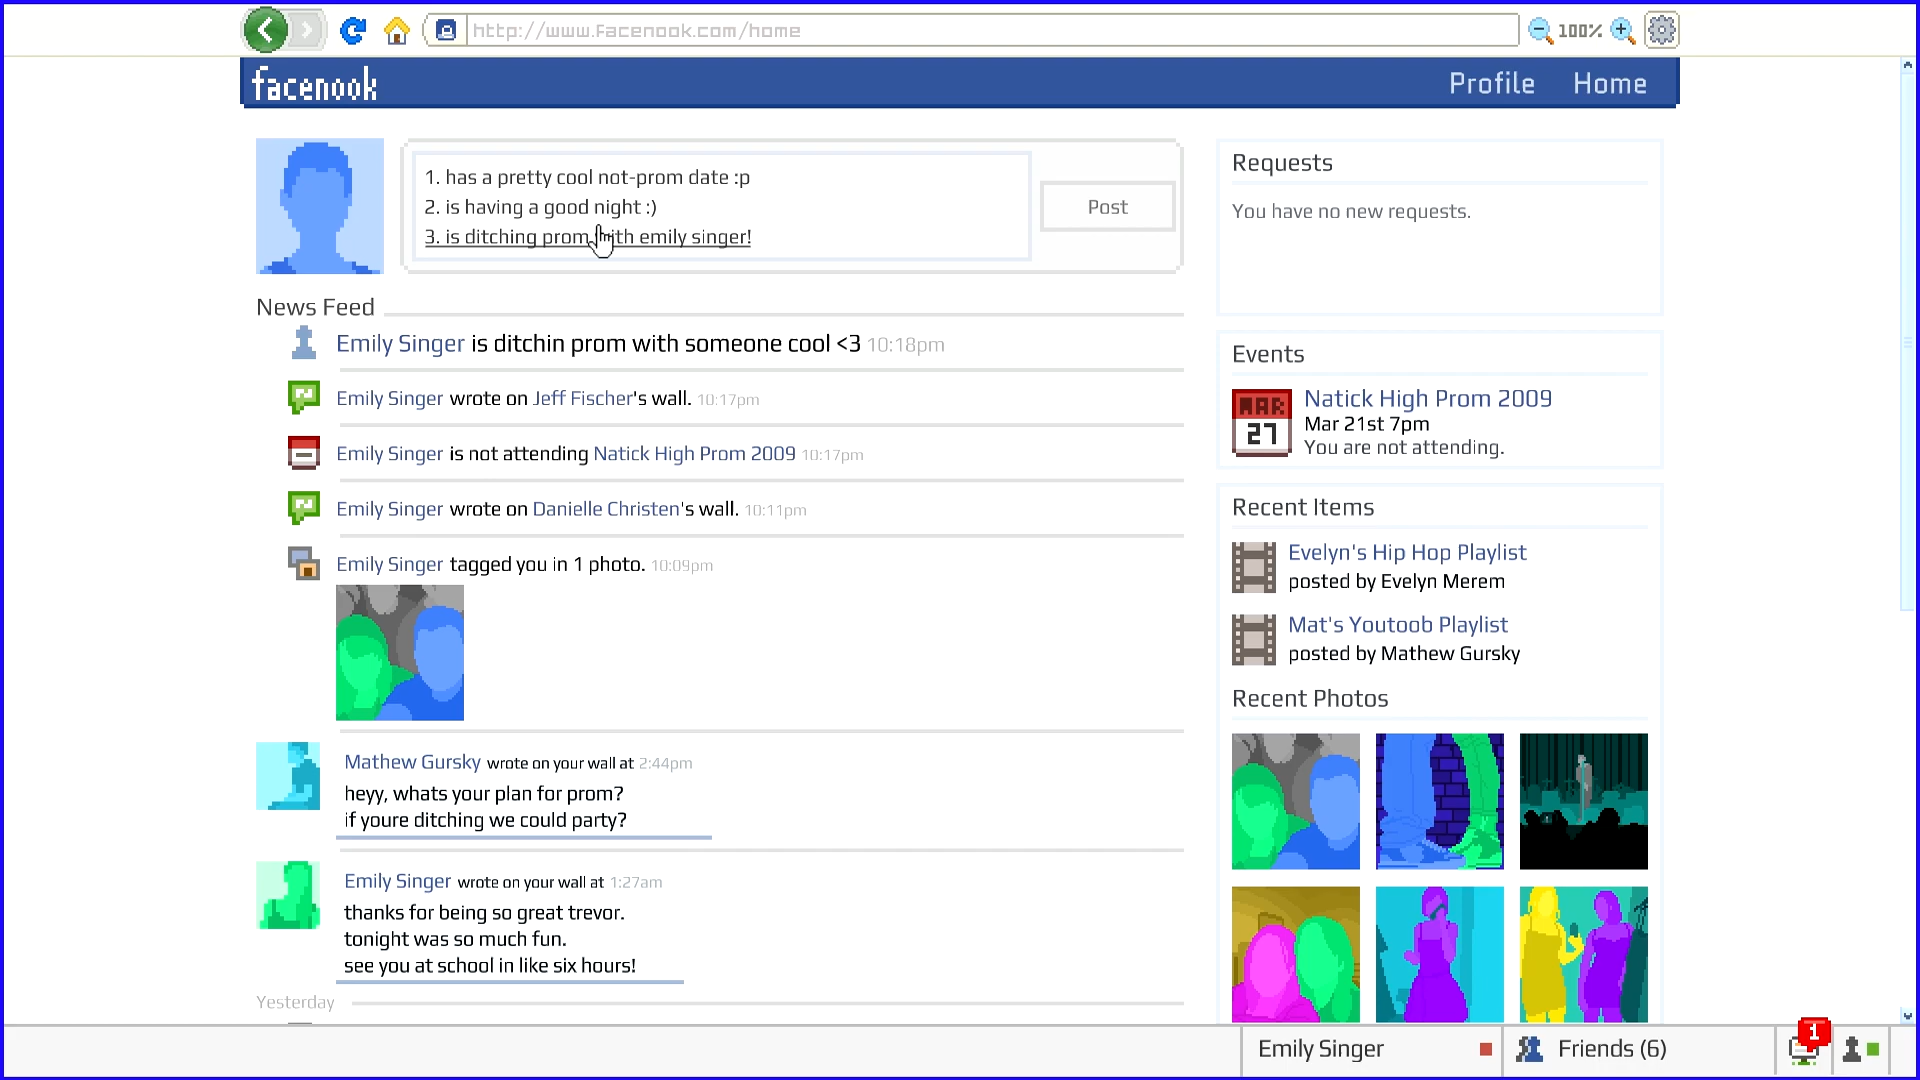 http://www.facenook.com/home
100%
facenook
Profile
Home
1. has a pretty cool not-prom date :p
2. is having a good night :)
3. is ditching prom with emily singer!
Post
News Feed
Emily Singer is ditchin prom with someone cool <3 10:18pm
Emily Singer wrote on Jeff Fischer's wall. 10:17pm
Emily Singer is not attending Natick High Prom 2009 10:17pm
Emily Singer wrote on Danielle Christen's wall. 10:11pm
Emily Singer tagged you in 1 photo. 10:09pm
Mathew Gursky wrote on your wall at 2:44pm
heyy, whats your plan for prom?
if youre ditching we could party?
Emily Singer wrote on your wall at 1:27am
thanks for being so great trevor.
tonight was so much fun.
see you at school in like six hours!
Yesterday
Requests
You have no new requests.
Events
MAR
27
Natick High Prom 2009
Mar 21st 7pm
You are not attending.
Recent Items
Evelyn's Hip Hop Playlist
posted by Evelyn Merem
Mat's Youtoob Playlist
posted by Mathew Gursky
Recent Photos
Emily Singer
Friends (6)
1